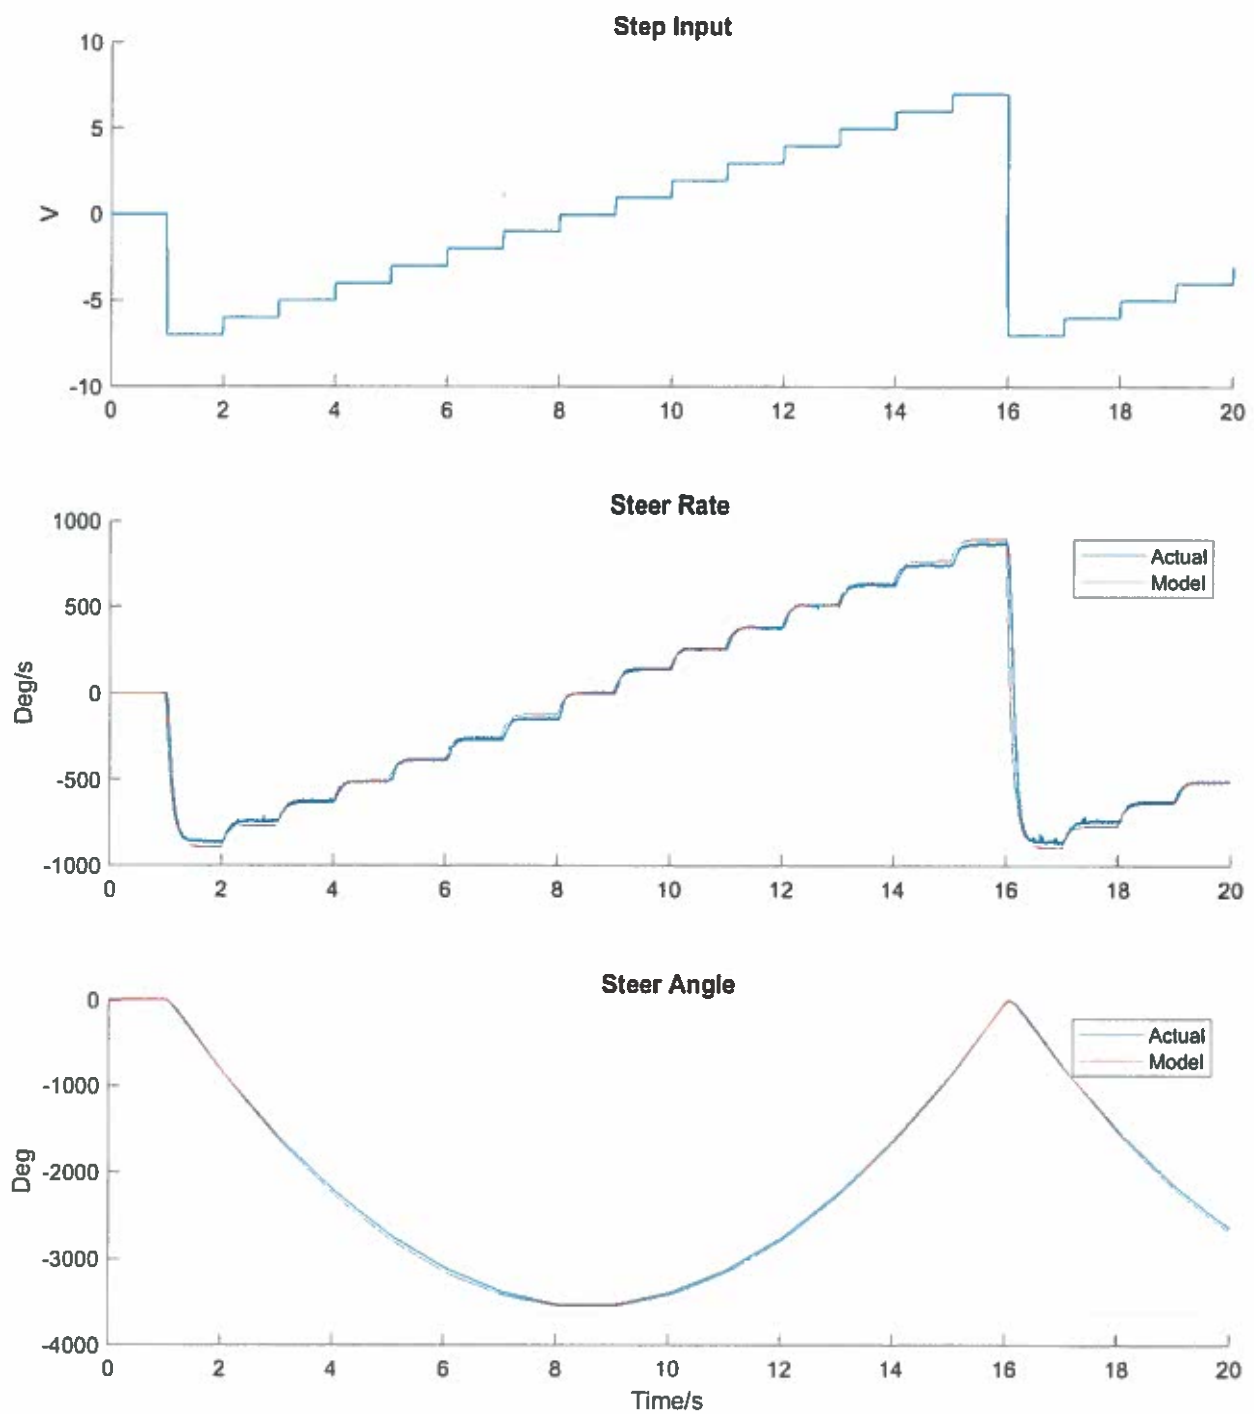 Step Input
10
5
0
-5
-10
V
0 2 4 6 8 10 12 14 16 18 20
Steer Rate
1000
500
0
-500
-1000
Deg/s
Actual
Model
0 2 4 6 8 10 12 14 16 18 20
Steer Angle
0
-1000
-2000
-3000
-4000
Deg
Actual
Model
0 2 4 6 8 10 12 14 16 18 20
Time/s